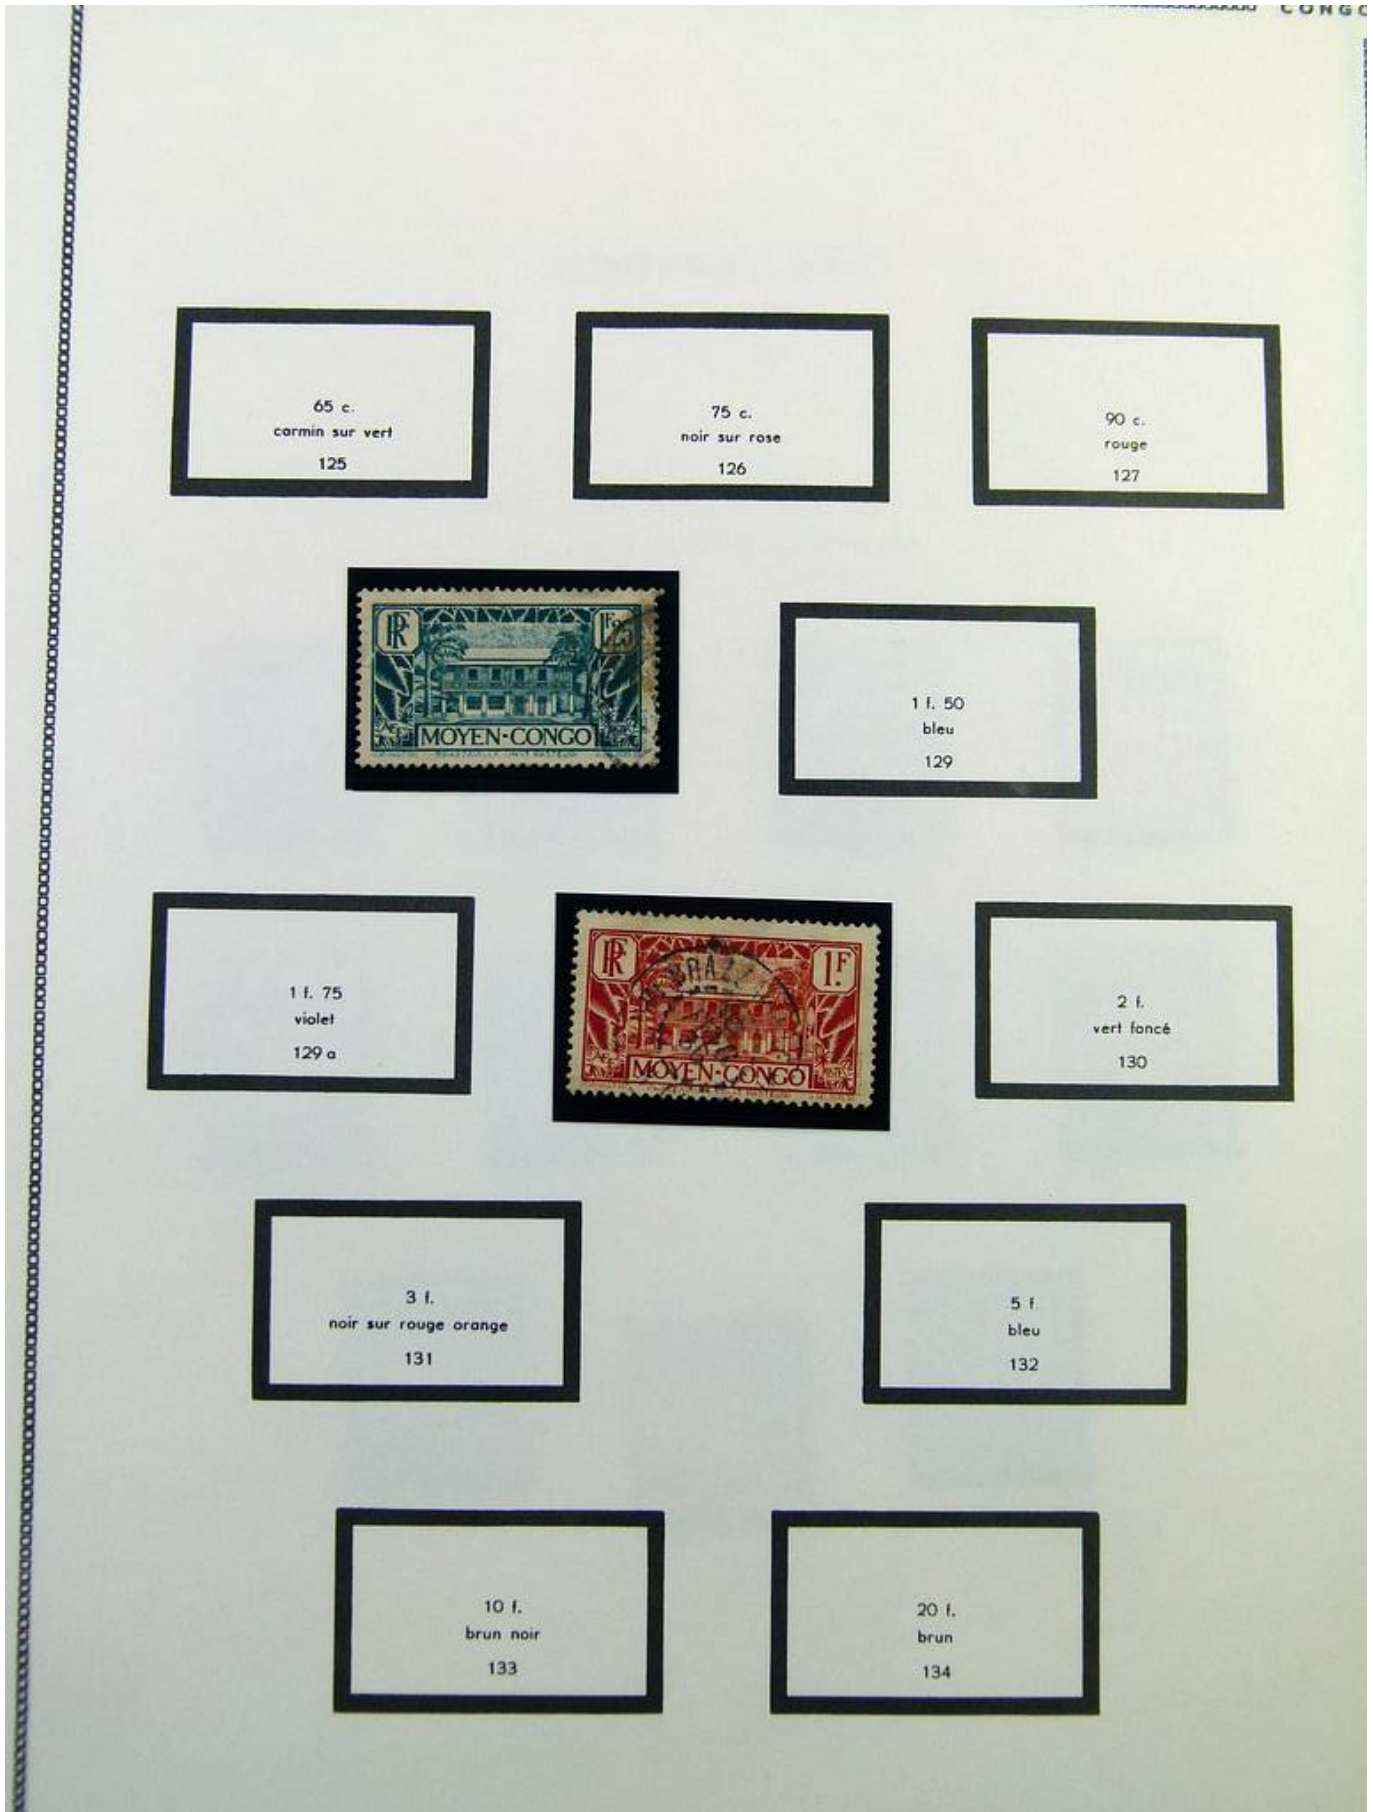 CONGO
65 c.
carmin sur vert
125
75 c.
noir sur rose
126
90 c.
rouge
127
RF
1F25
MOYEN-CONGO
1 f. 50
bleu
129
1 f. 75
violet
129 a
RF
1F.
MOYEN-CONGO
2 f.
vert foncé
130
3 f.
noir sur rouge orange
131
5 f.
bleu
132
10 f.
brun noir
133
20 f.
brun
134